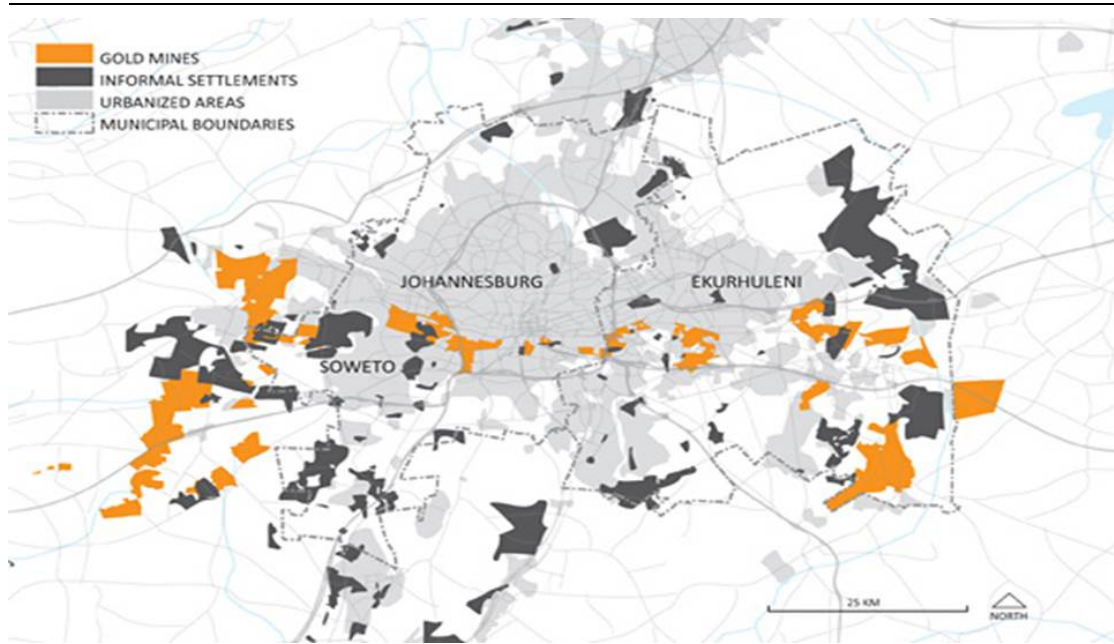 GOLD MINES
INFORMAL SETTLEMENTS
URBANIZED AREAS
MUNICIPAL BOUNDARIES
JOHANNESBURG
EKURHULENI
SOWETO
25 KM
NORTH